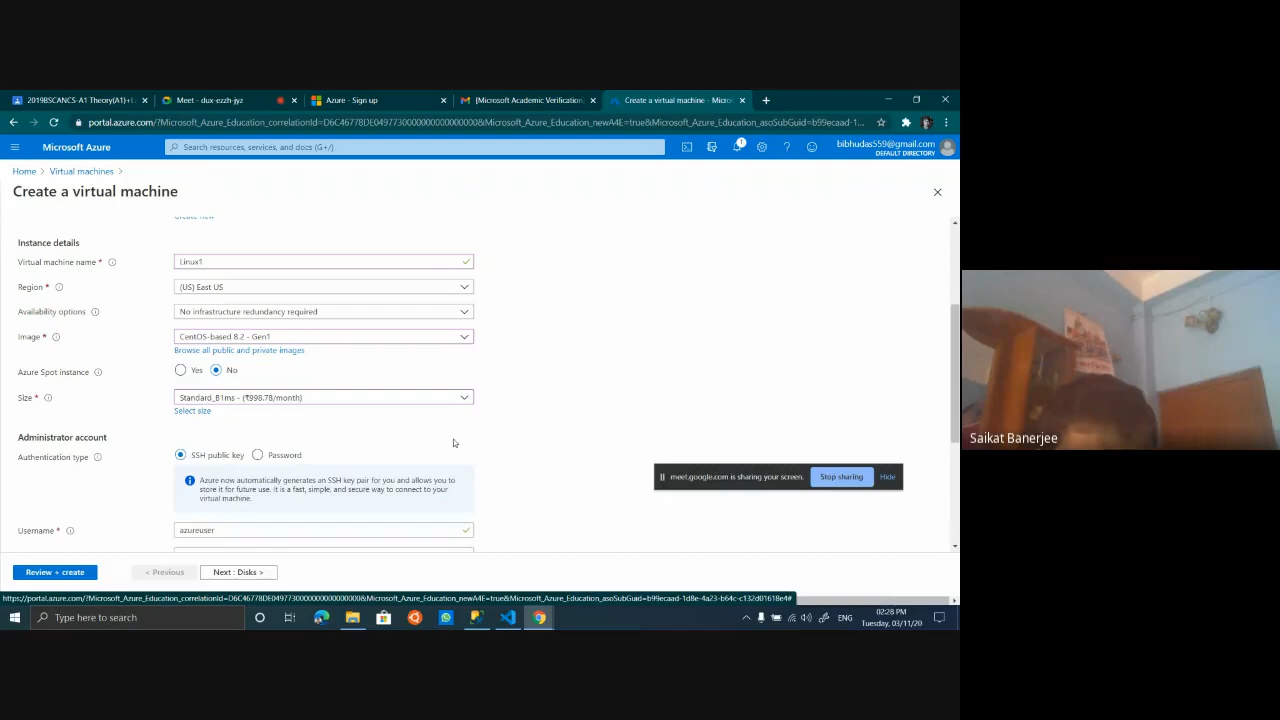 2019BSCANCS-A1 Theory(A1)+L
Meet - dux-ezzh-jyz
Azure - Sign up
[Microsoft Academic Verification]
Create a virtual machine - Micro
portal.azure.com/?Microsoft_Azure_Education_correlationId=D6C46778DE0497730000000000000000&Microsoft_Azure_Education_newA4E=true&Microsoft_Azure_Education_asoSubGuid=b99ecaad-1...
Microsoft Azure
Search resources, services, and docs (G+/)
1
bibhudas559@gmail.com
DEFAULT DIRECTORY
Home > Virtual machines >
Create a virtual machine
Create new
Instance details
Virtual machine name *
Linux1
Region *
(US) East US
Availability options
No infrastructure redundancy required
Image *
CentOS-based 8.2 - Gen1
Browse all public and private images
Azure Spot instance
Yes No
Size *
Standard_B1ms - (₹998.78/month)
Select size
Administrator account
Authentication type
SSH public key Password
Azure now automatically generates an SSH key pair for you and allows you to
store it for future use. It is a fast, simple, and secure way to connect to your
virtual machine.
Username *
azureuser
meet.google.com is sharing your screen.
Stop sharing
Hide
Saikat Banerjee
Review + create
< Previous
Next : Disks >
Type here to search
ENG
02:28 PM
Tuesday, 03/11/20